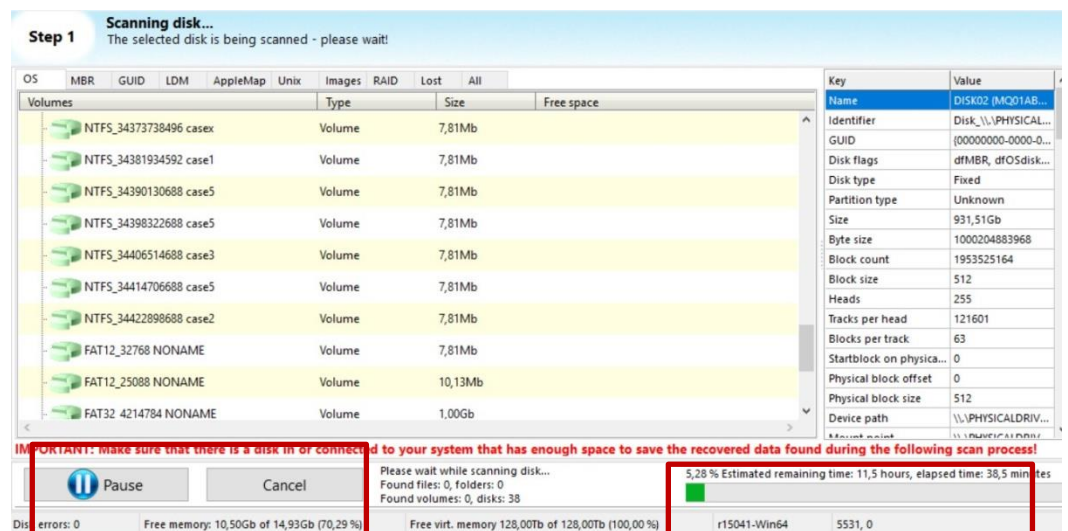 Step 1
Scanning disk...
The selected disk is being scanned - please wait!
OS MBR GUID LDM AppleMap Unix Images RAID Lost All
Volumes Type Size Free space
NTFS_34373738496 casex Volume 7,81Mb
NTFS_34381934592 case1 Volume 7,81Mb
NTFS_34390130688 case5 Volume 7,81Mb
NTFS_34398322688 case5 Volume 7,81Mb
NTFS_34406514688 case3 Volume 7,81Mb
NTFS_34414706688 case5 Volume 7,81Mb
NTFS_34422898688 case2 Volume 7,81Mb
FAT12_32768 NONAME Volume 7,81Mb
FAT12_25088 NONAME Volume 10,13Mb
FAT32_4214784 NONAME Volume 1,00Gb
Key Value
Name DISK02 (MQ01AB...
Identifier Disk_\\.\PHYSICAL...
GUID {00000000-0000-0...
Disk flags dfMBR, dfOSdisk...
Disk type Fixed
Partition type Unknown
Size 931,51Gb
Byte size 1000204883968
Block count 1953525164
Block size 512
Heads 255
Tracks per head 121601
Blocks per track 63
Startblock on physica... 0
Physical block offset 0
Physical block size 512
Device path \\.\PHYSICALDRIV...
Mount point \\.\PHYSICALDRIV
IMPORTANT: Make sure that there is a disk in or connected to your system that has enough space to save the recovered data found during the following scan process!
Pause
Cancel
Please wait while scanning disk...
Found files: 0, folders: 0
Found volumes: 0, disks: 38
5,28 % Estimated remaining time: 11,5 hours, elapsed time: 38,5 minutes
Disk errors: 0 Free memory: 10,50Gb of 14,93Gb (70,29 %) Free virt. memory 128,00Tb of 128,00Tb (100,00 %) r15041-Win64 5531, 0